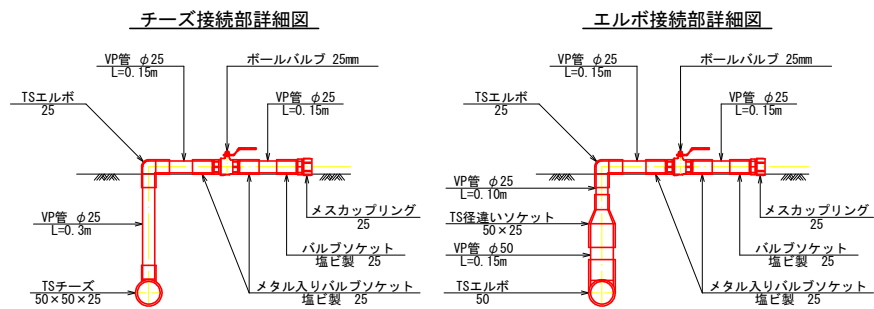 チーズ接続部詳細図
VP管 φ25
L=0.15m
ボールバルブ 25mm
TSエルボ
25
VP管 φ25
L=0.15m
VP管 φ25
L=0.3m
メスカップリング
25
バルブソケット
塩ビ製 25
TSチーズ
50×50×25
メタル入りバルブソケット
塩ビ製 25
エルボ接続部詳細図
VP管 φ25
L=0.15m
ボールバルブ 25mm
TSエルボ
25
VP管 φ25
L=0.15m
VP管 φ25
L=0.10m
メスカップリング
25
TS径違いソケット
50×25
VP管 φ50
L=0.15m
バルブソケット
塩ビ製 25
TSエルボ
50
メタル入りバルブソケット
塩ビ製 25